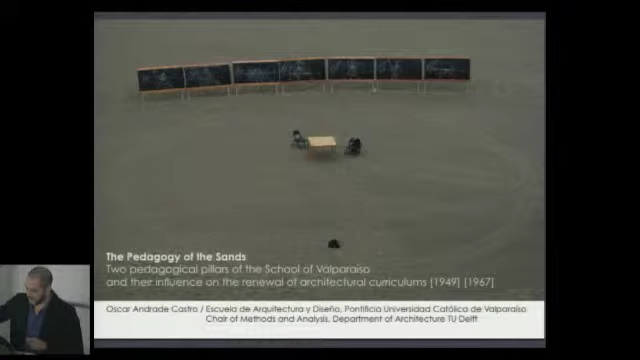 The Pedagogy of the Sands
Two pedagogical pillars of the School of Valparaíso
and their influence on the renewal of architectural curriculums [1949] [1967]
Oscar Andrade Castro / Escuela de Arquitectura y Diseño, Pontificia Universidad Católica de Valparaíso
Chair of Methods and Analysis, Department of Architecture TU Delft